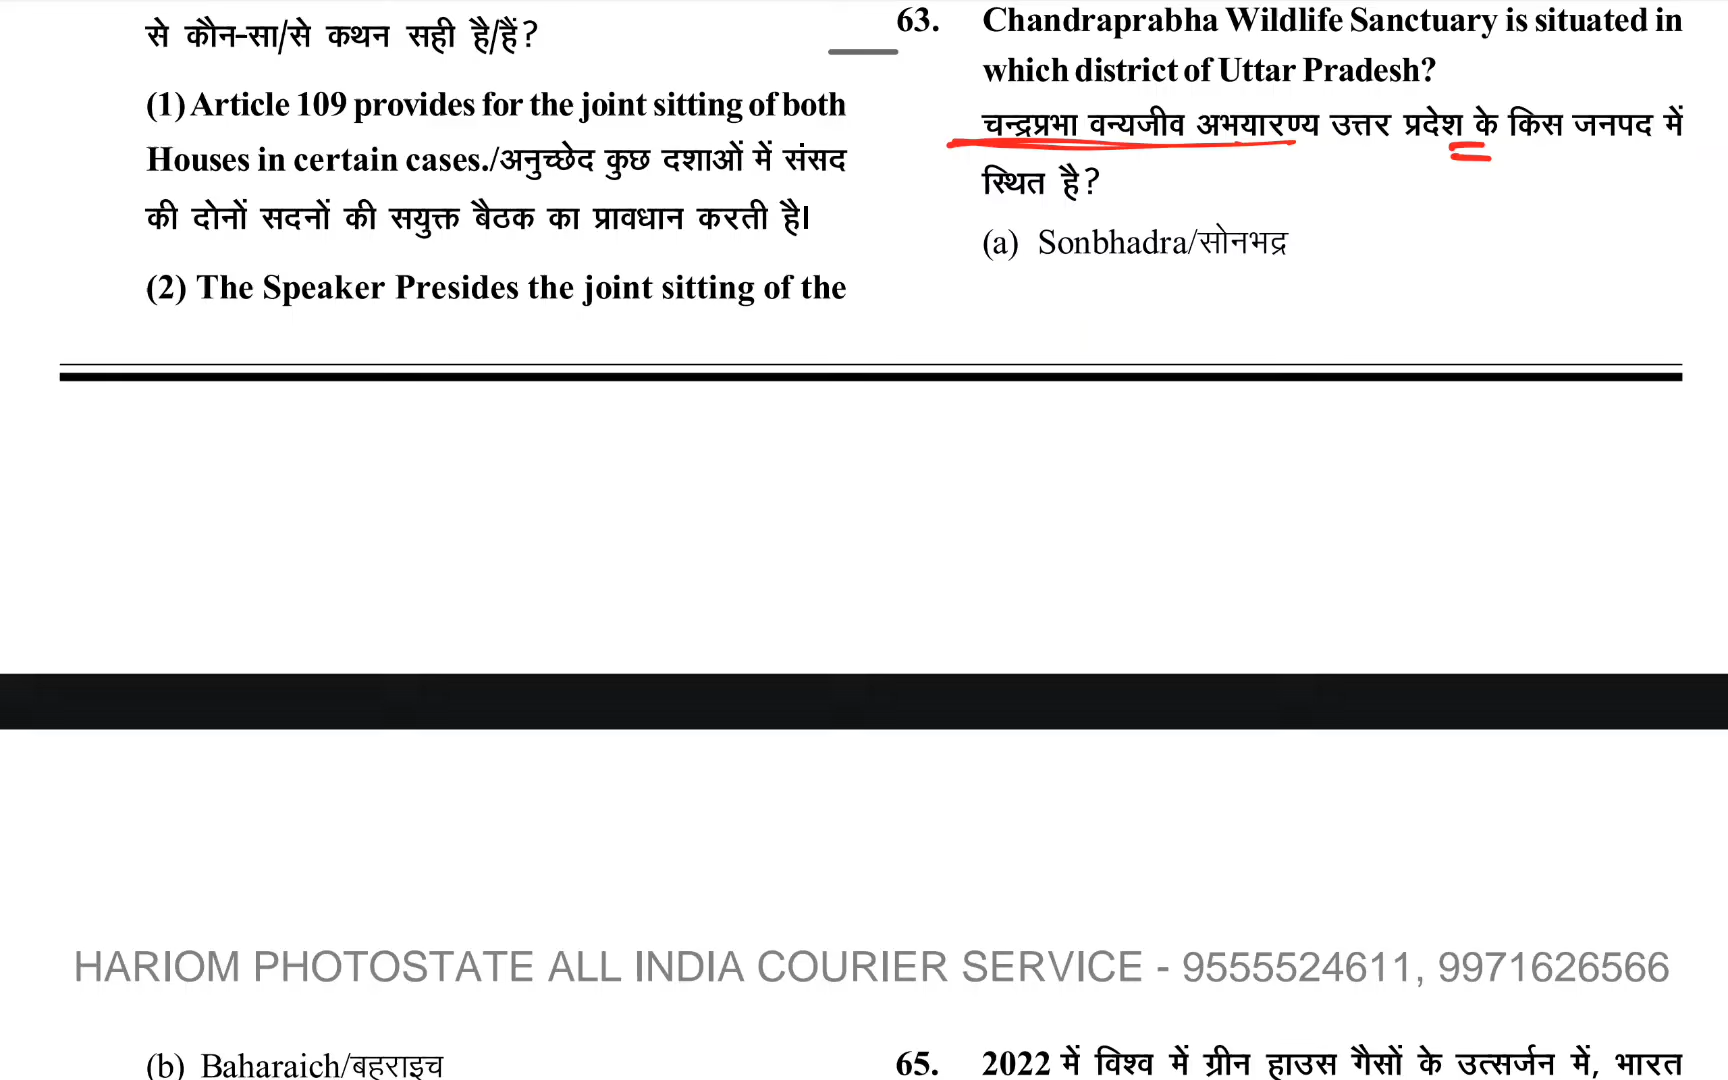 से कौन-सा/से कथन सही है/हैं?
(1) Article 109 provides for the joint sitting of both
Houses in certain cases./अनुच्छेद कुछ दशाओं में संसद
की दोनों सदनों की सयुक्त बैठक का प्रावधान करती है।
(2) The Speaker Presides the joint sitting of the
63. Chandraprabha Wildlife Sanctuary is situated in
which district of Uttar Pradesh?
चन्द्रप्रभा वन्यजीव अभयारण्य उत्तर प्रदेश के किस जनपद में
स्थित है?
(a) Sonbhadra/सोनभद्र
HARIOM PHOTOSTATE ALL INDIA COURIER SERVICE - 9555524611, 9971626566
(b) Baharaich/बहराइच
65. 2022 में विश्व में ग्रीन हाउस गैसों के उत्सर्जन में, भारत